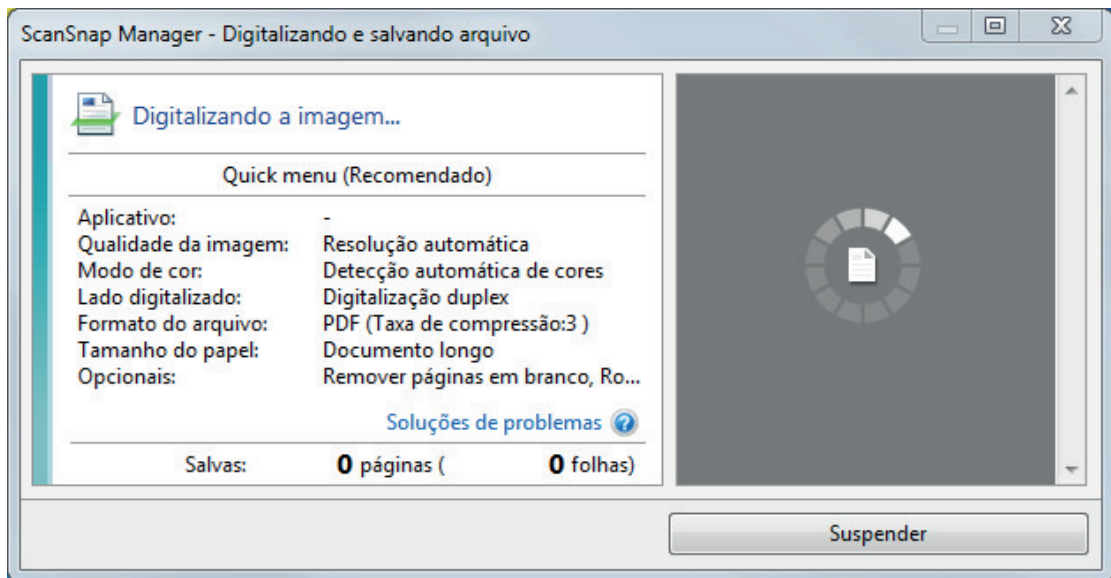 ScanSnap Manager - Digitalizando e salvando arquivo
Digitalizando a imagem...
Quick menu (Recomendado)
Aplicativo: -
Qualidade da imagem: Resolução automática
Modo de cor: Detecção automática de cores
Lado digitalizado: Digitalização duplex
Formato do arquivo: PDF (Taxa de compressão:3 )
Tamanho do papel: Documento longo
Opcionais: Remover páginas em branco, Ro...
Soluções de problemas ?
Salvas: 0 páginas ( 0 folhas)
Suspender